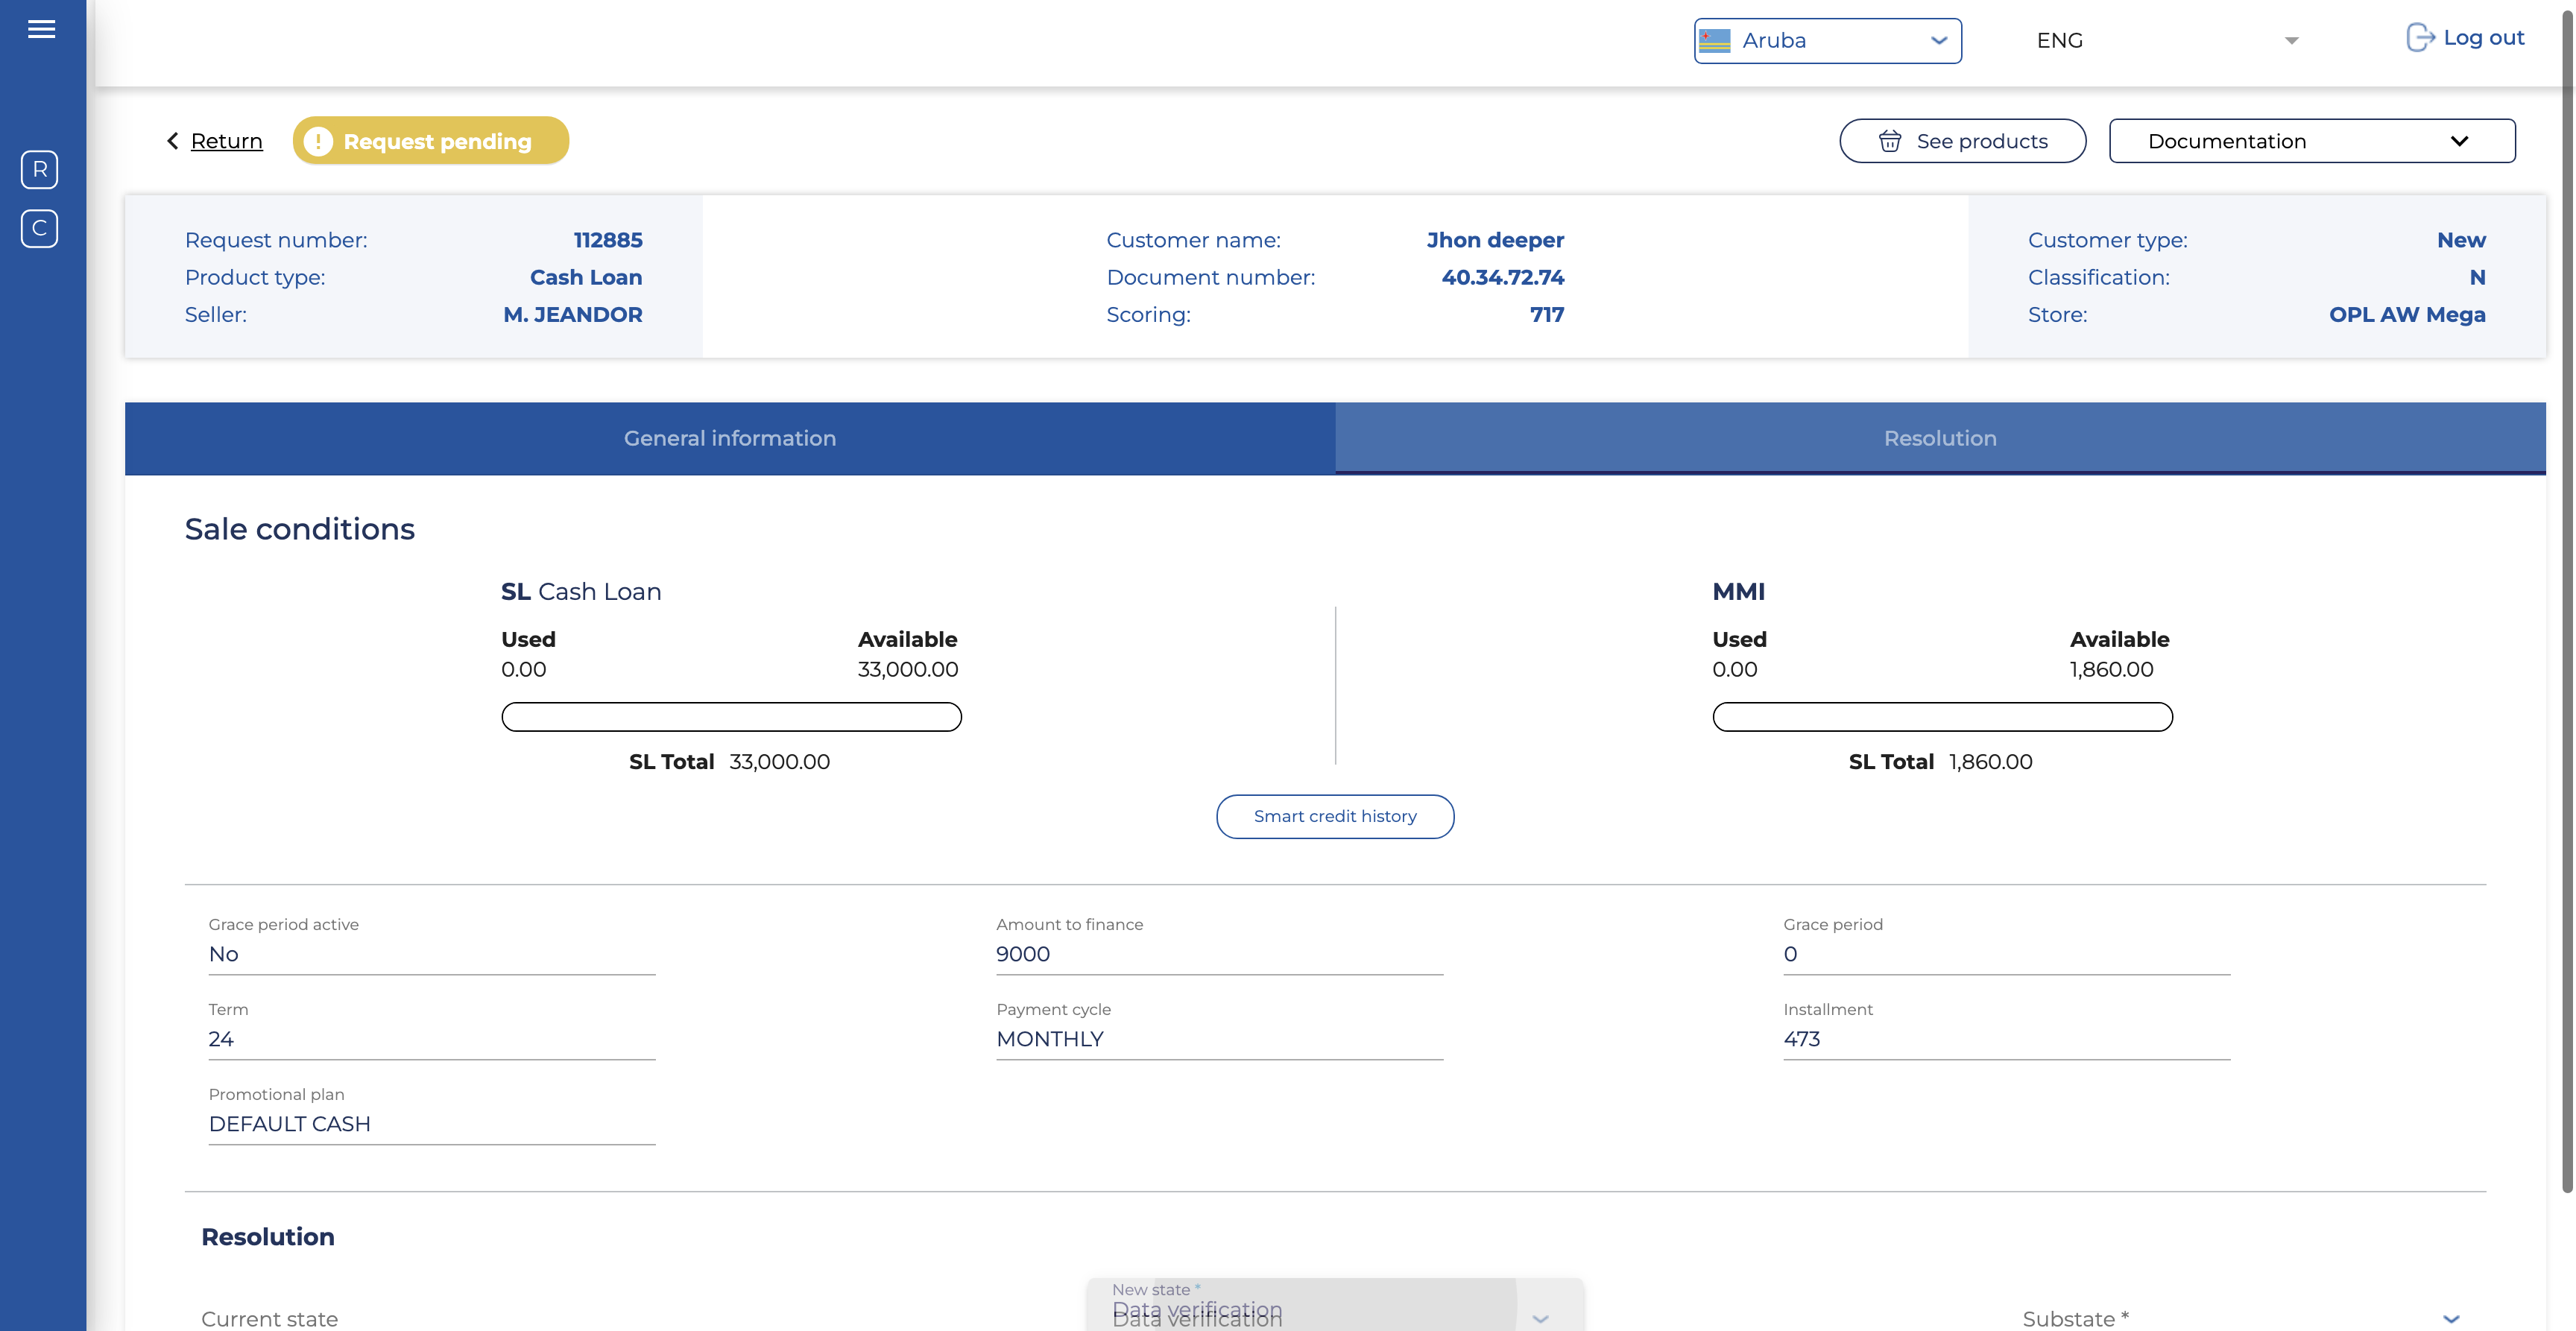 Aruba
ENG
Log out
R
C
Return
Request pending
See products
Documentation
Request number: 112885
Product type: Cash Loan
Seller: M. JEANDOR
Customer name: Jhon deeper
Document number: 40.34.72.74
Scoring: 717
Customer type: New
Classification: N
Store: OPL AW Mega
General information
Resolution
Sale conditions
SL Cash Loan
Used Available
0.00 33,000.00
SL Total 33,000.00
MMI
Used Available
0.00 1,860.00
SL Total 1,860.00
Smart credit history
Grace period active
No
Amount to finance
9000
Grace period
0
Term
24
Payment cycle
MONTHLY
Installment
473
Promotional plan
DEFAULT CASH
Resolution
Current state
New state *
Data verification
Data verification
Substate *